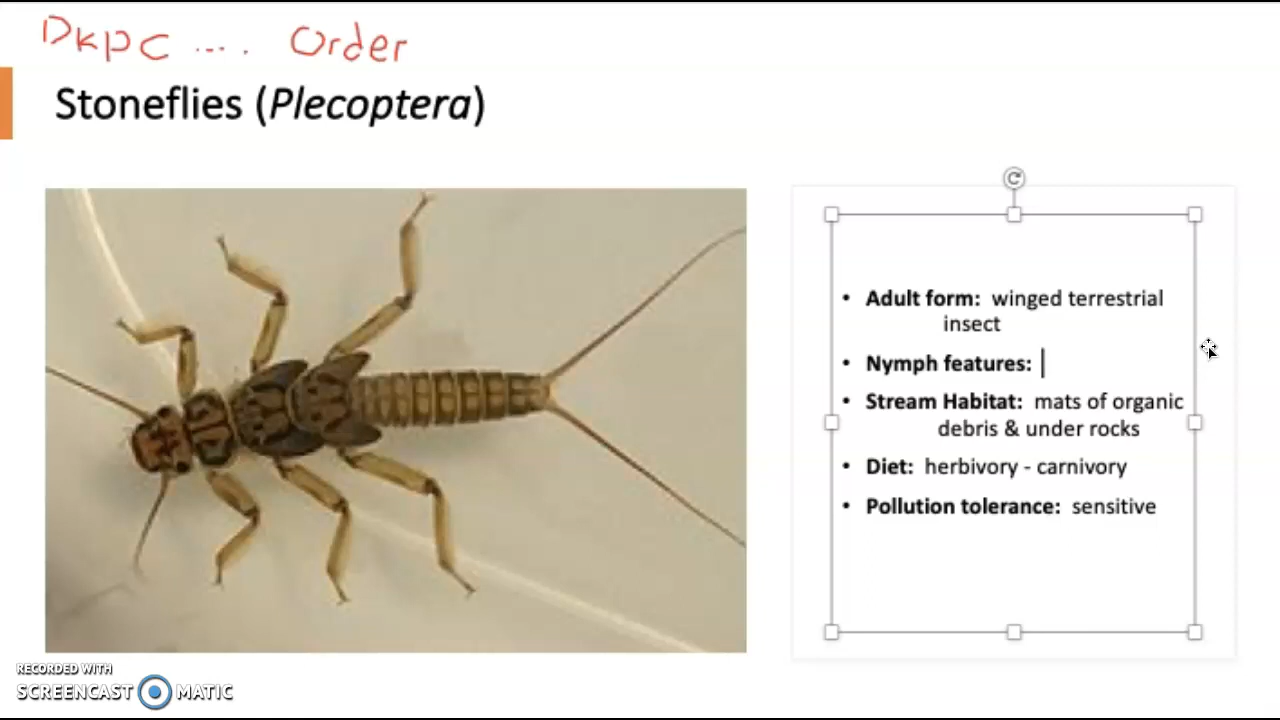 DKPC .... Order
Stoneflies (Plecoptera)
• Adult form: winged terrestrial
insect
• Nymph features:
• Stream Habitat: mats of organic
debris & under rocks
• Diet: herbivory - carnivory
• Pollution tolerance: sensitive
RECORDED WITH
SCREENCAST MATIC